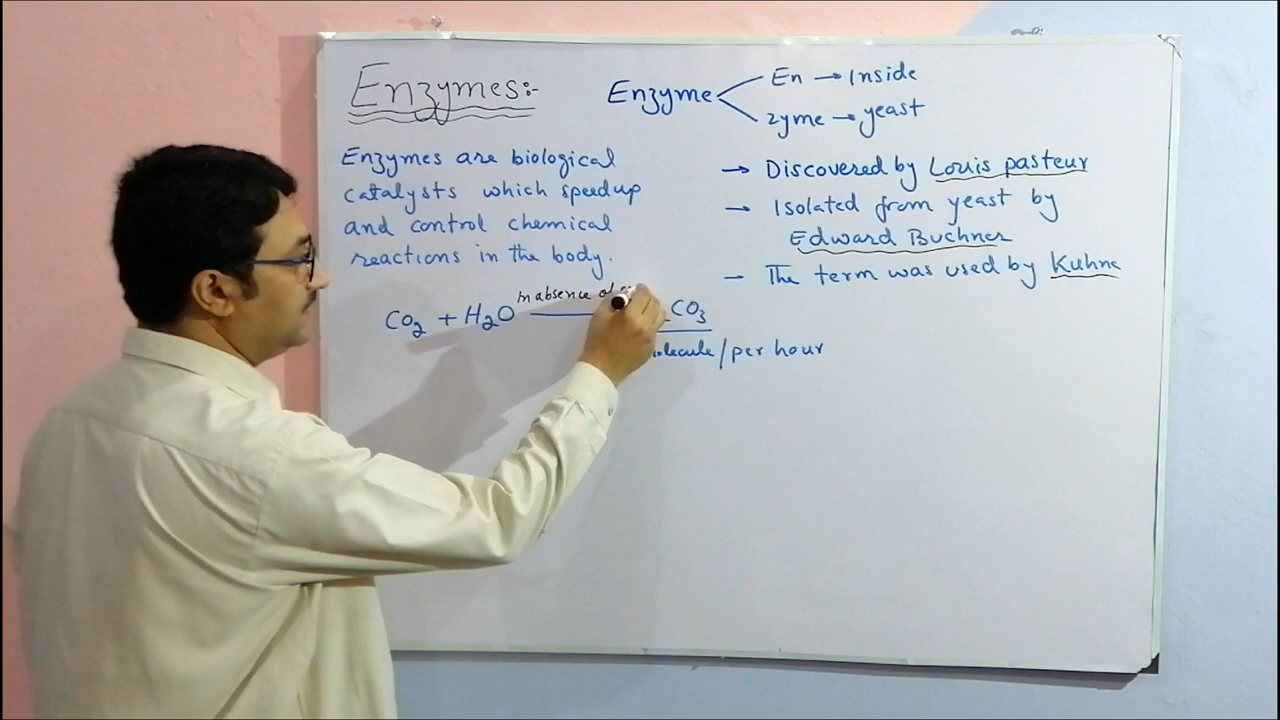 Enzymes:-
Enzyme
En → Inside
zyme → yeast
Enzymes are biological
catalysts which speedup
and control chemical
reactions in the body.
→ Discovered by Louis pasteur
→ Isolated from yeast by
Edward Buchner
– The term was used by Kuhne
In absence of
CO2 + H2O CO3
/per hour